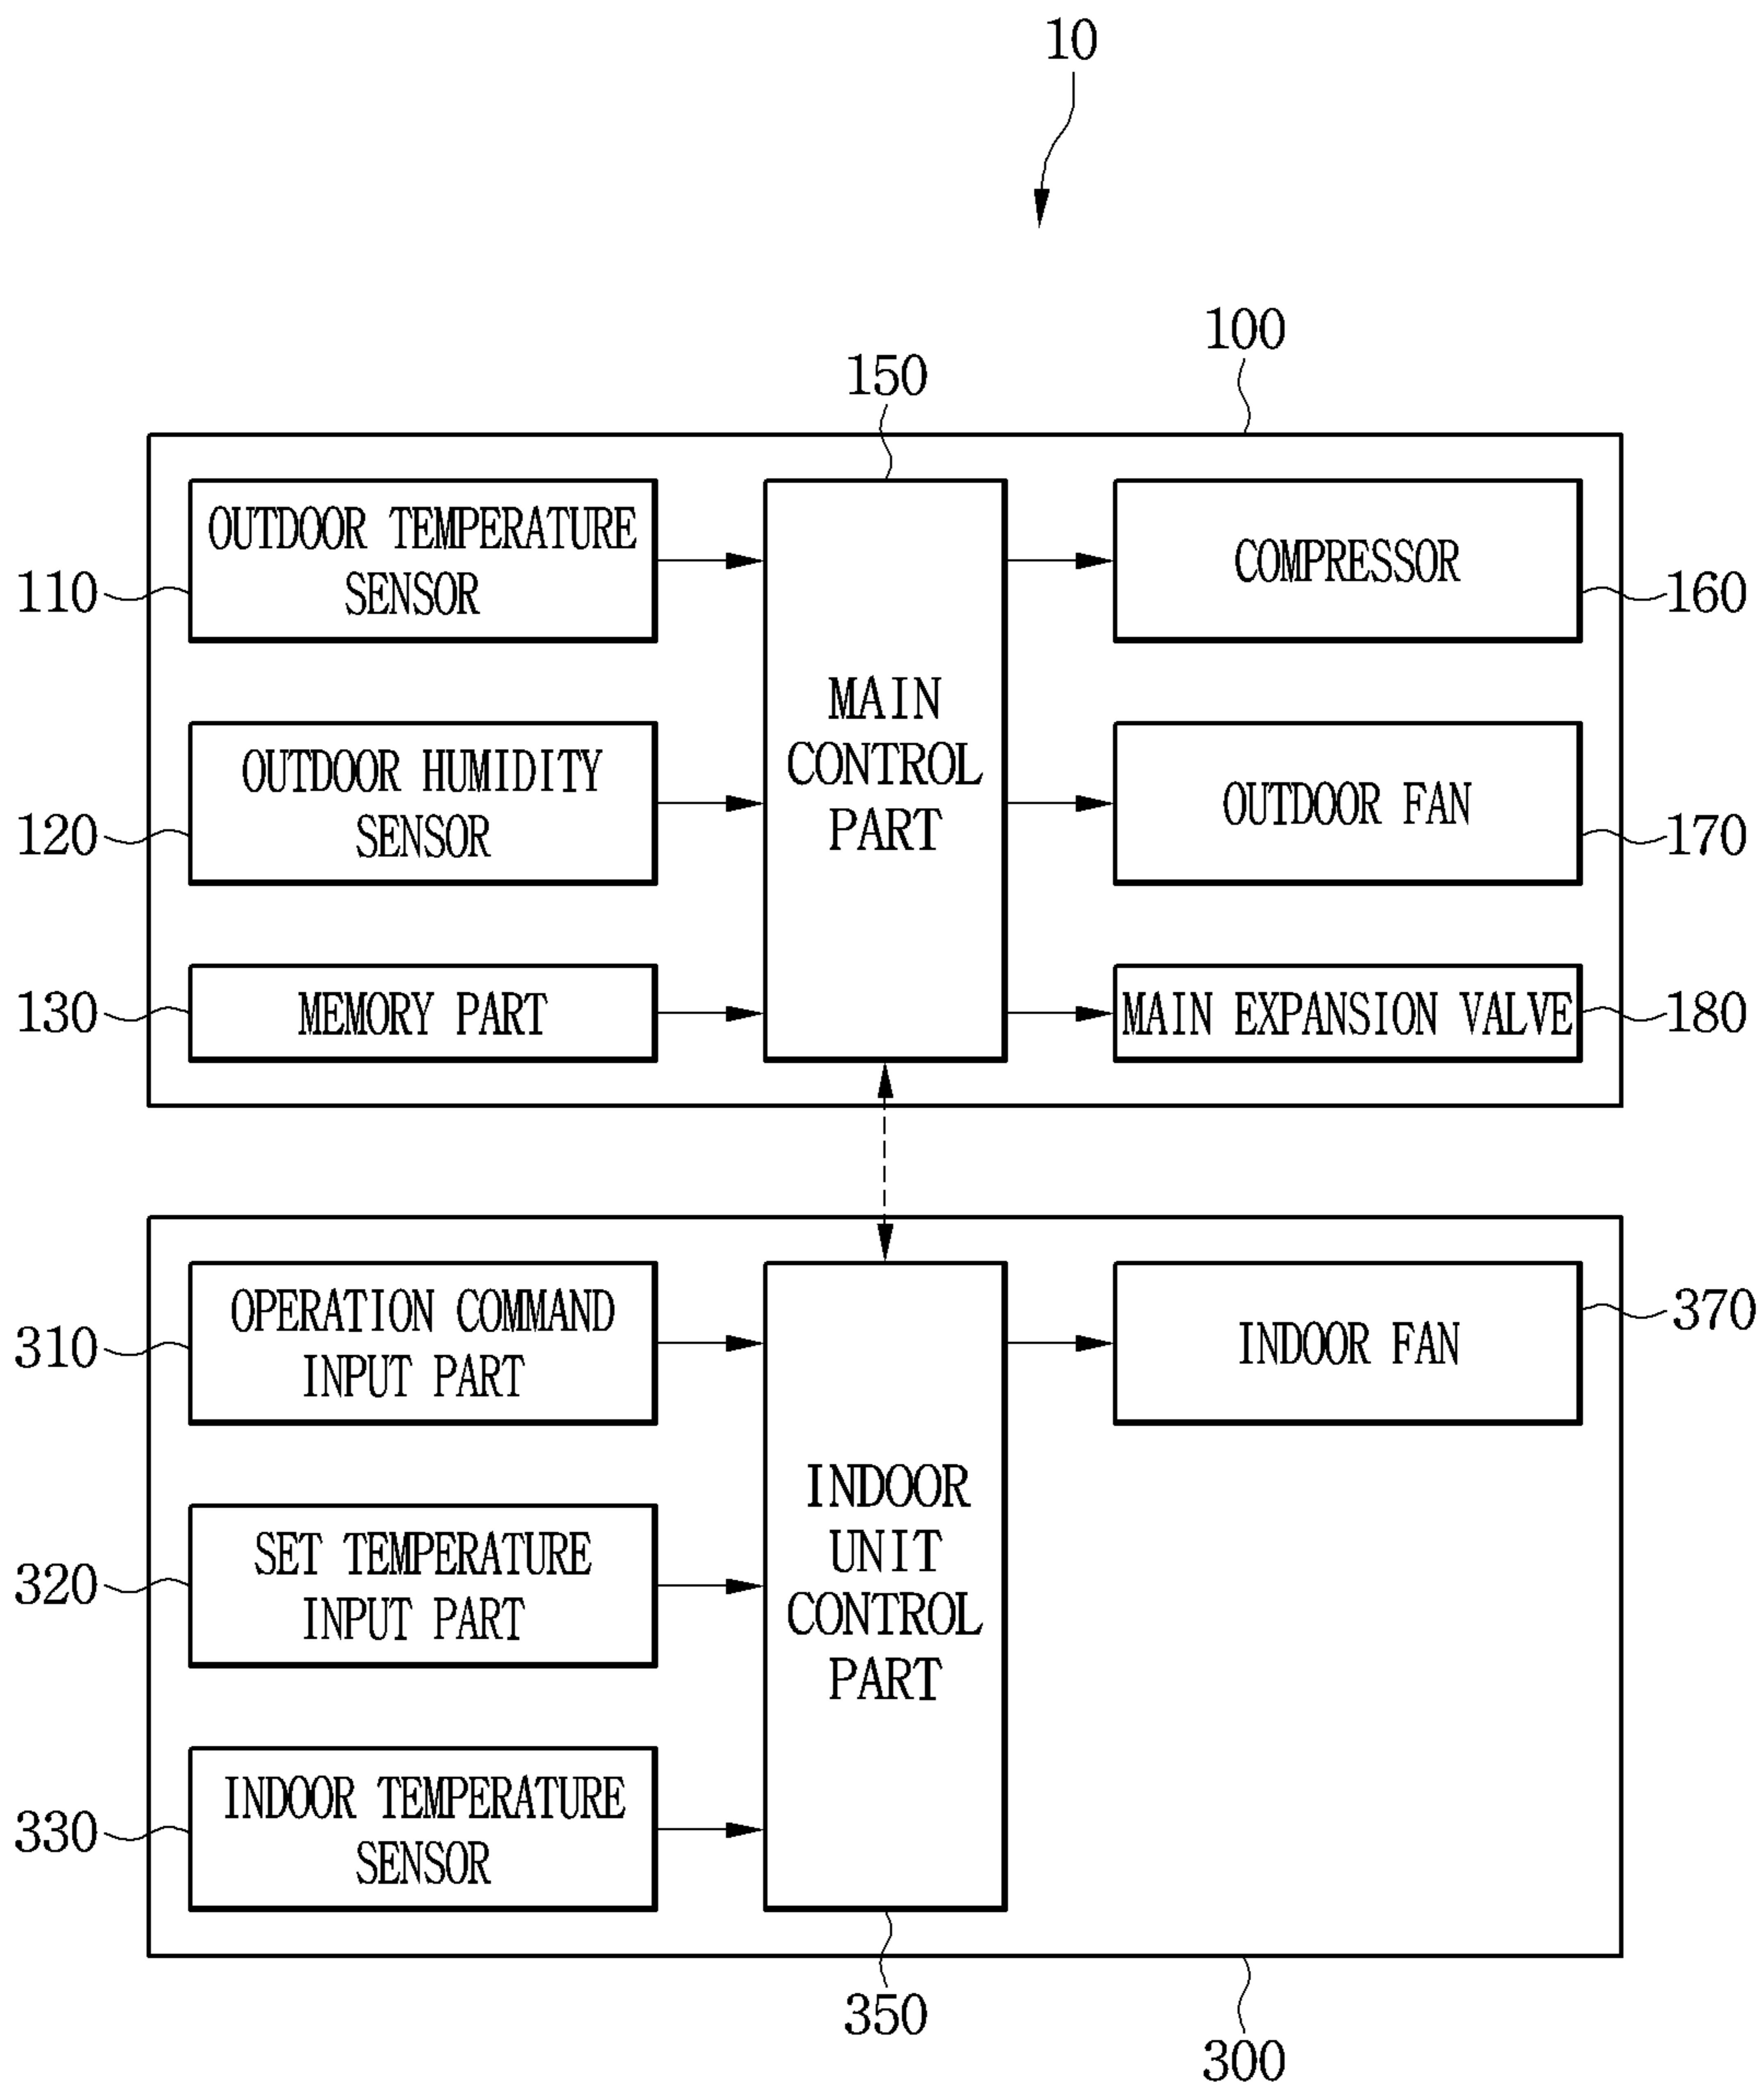 10
100
150
OUTDOOR TEMPERATURE
SENSOR
110
COMPRESSOR
160
MAIN
CONTROL
PART
OUTDOOR HUMIDITY
SENSOR
120
OUTDOOR FAN
170
MEMORY PART
130
MAIN EXPANSION VALVE
180
OPERATION COMMAND
INPUT PART
310
INDOOR FAN
370
INDOOR
UNIT
CONTROL
PART
SET TEMPERATURE
INPUT PART
320
INDOOR TEMPERATURE
SENSOR
330
350
300